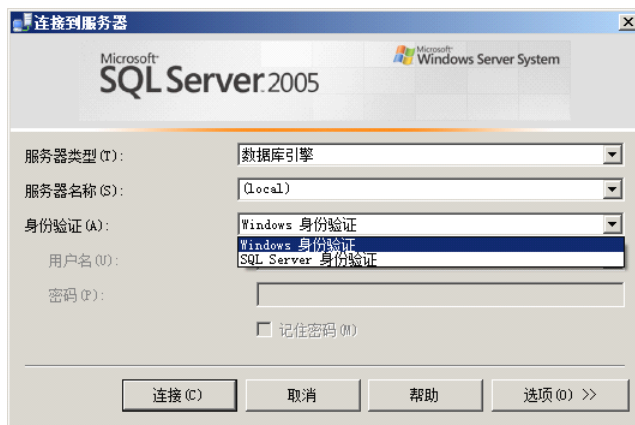 连接到服务器
Microsoft
SQL Server 2005
Microsoft
Windows Server System
服务器类型(T): 数据库引擎
服务器名称(S): (local)
身份验证(A): Windows 身份验证
Windows 身份验证
SQL Server 身份验证
用户名(U):
密码(P):
记住密码(M)
连接(C) 取消 帮助 选项(O) >>